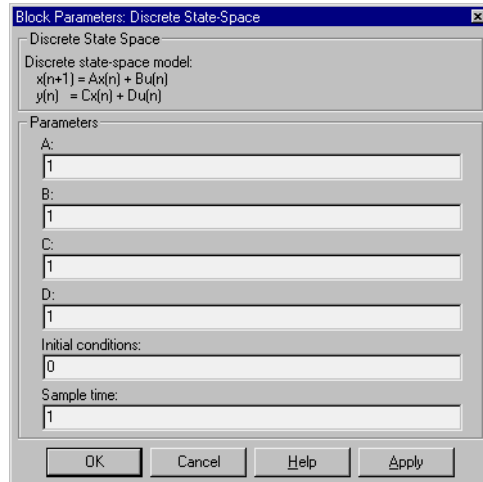 Block Parameters: Discrete State-Space
Discrete State Space
Discrete state-space model:
x(n+1) = Ax(n) + Bu(n)
y(n) = Cx(n) + Du(n)
Parameters
A:
1
B:
1
C:
1
D:
1
Initial conditions:
0
Sample time:
1
OK Cancel Help Apply